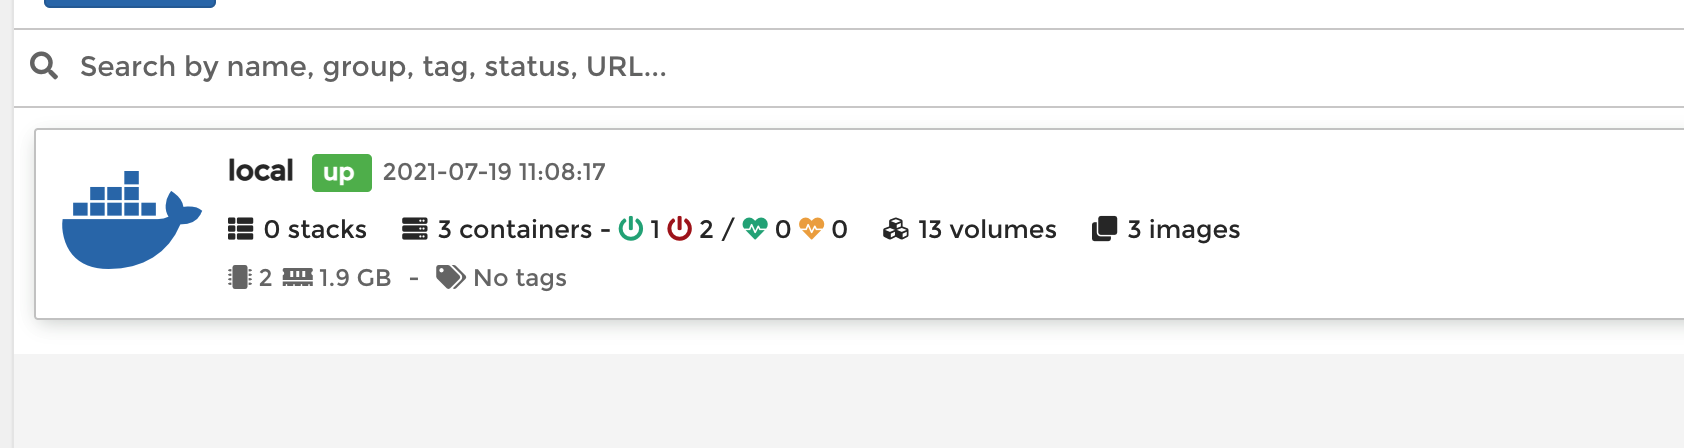 Search by name, group, tag, status, URL...
local up 2021-07-19 11:08:17
0 stacks 3 containers - 1 2 / 0 0 13 volumes 3 images
2 1.9 GB - No tags